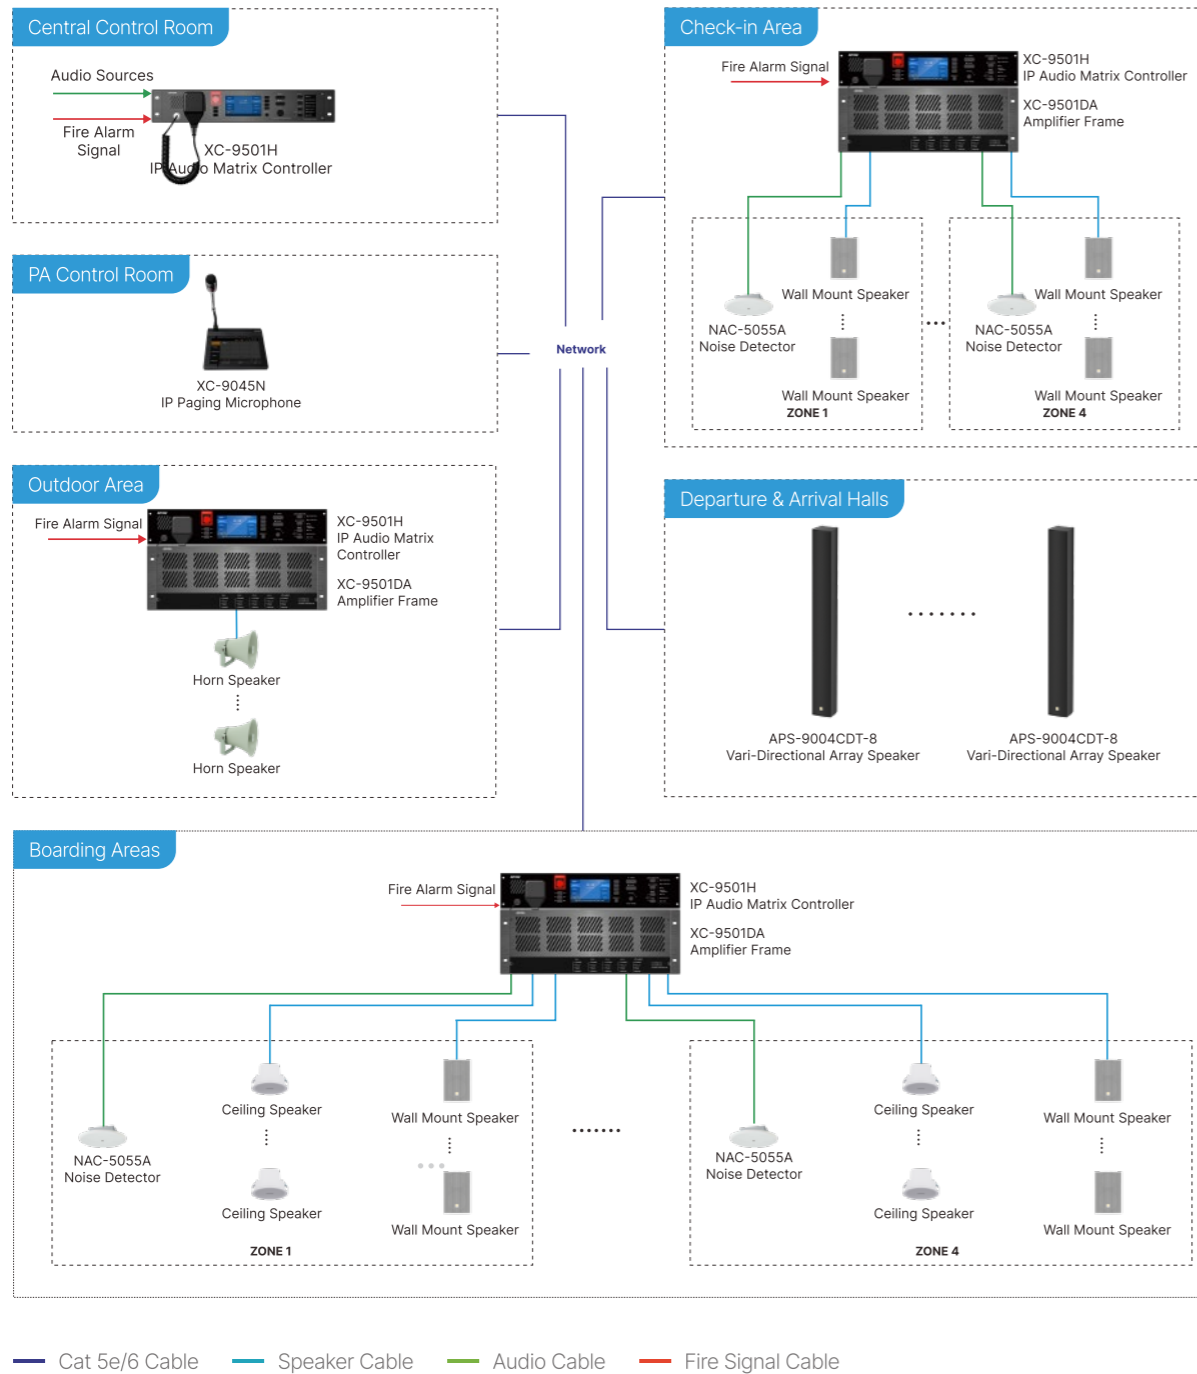 Central Control Room
Audio Sources
Fire Alarm
Signal
XC-9501H
IP Audio Matrix Controller
PA Control Room
XC-9045N
IP Paging Microphone
Outdoor Area
Fire Alarm Signal
XC-9501H
IP Audio Matrix
Controller
XC-9501DA
Amplifier Frame
Horn Speaker
Horn Speaker
Network
Check-in Area
Fire Alarm Signal
XC-9501H
IP Audio Matrix Controller
XC-9501DA
Amplifier Frame
Wall Mount Speaker
NAC-5055A
Noise Detector
Wall Mount Speaker
ZONE 1
Wall Mount Speaker
NAC-5055A
Noise Detector
Wall Mount Speaker
ZONE 4
Departure & Arrival Halls
APS-9004CDT-8
Vari-Directional Array Speaker
APS-9004CDT-8
Vari-Directional Array Speaker
Boarding Areas
Fire Alarm Signal
XC-9501H
IP Audio Matrix Controller
XC-9501DA
Amplifier Frame
NAC-5055A
Noise Detector
Ceiling Speaker
Ceiling Speaker
Wall Mount Speaker
Wall Mount Speaker
ZONE 1
NAC-5055A
Noise Detector
Ceiling Speaker
Ceiling Speaker
Wall Mount Speaker
Wall Mount Speaker
ZONE 4
Cat 5e/6 Cable
Speaker Cable
Audio Cable
Fire Signal Cable